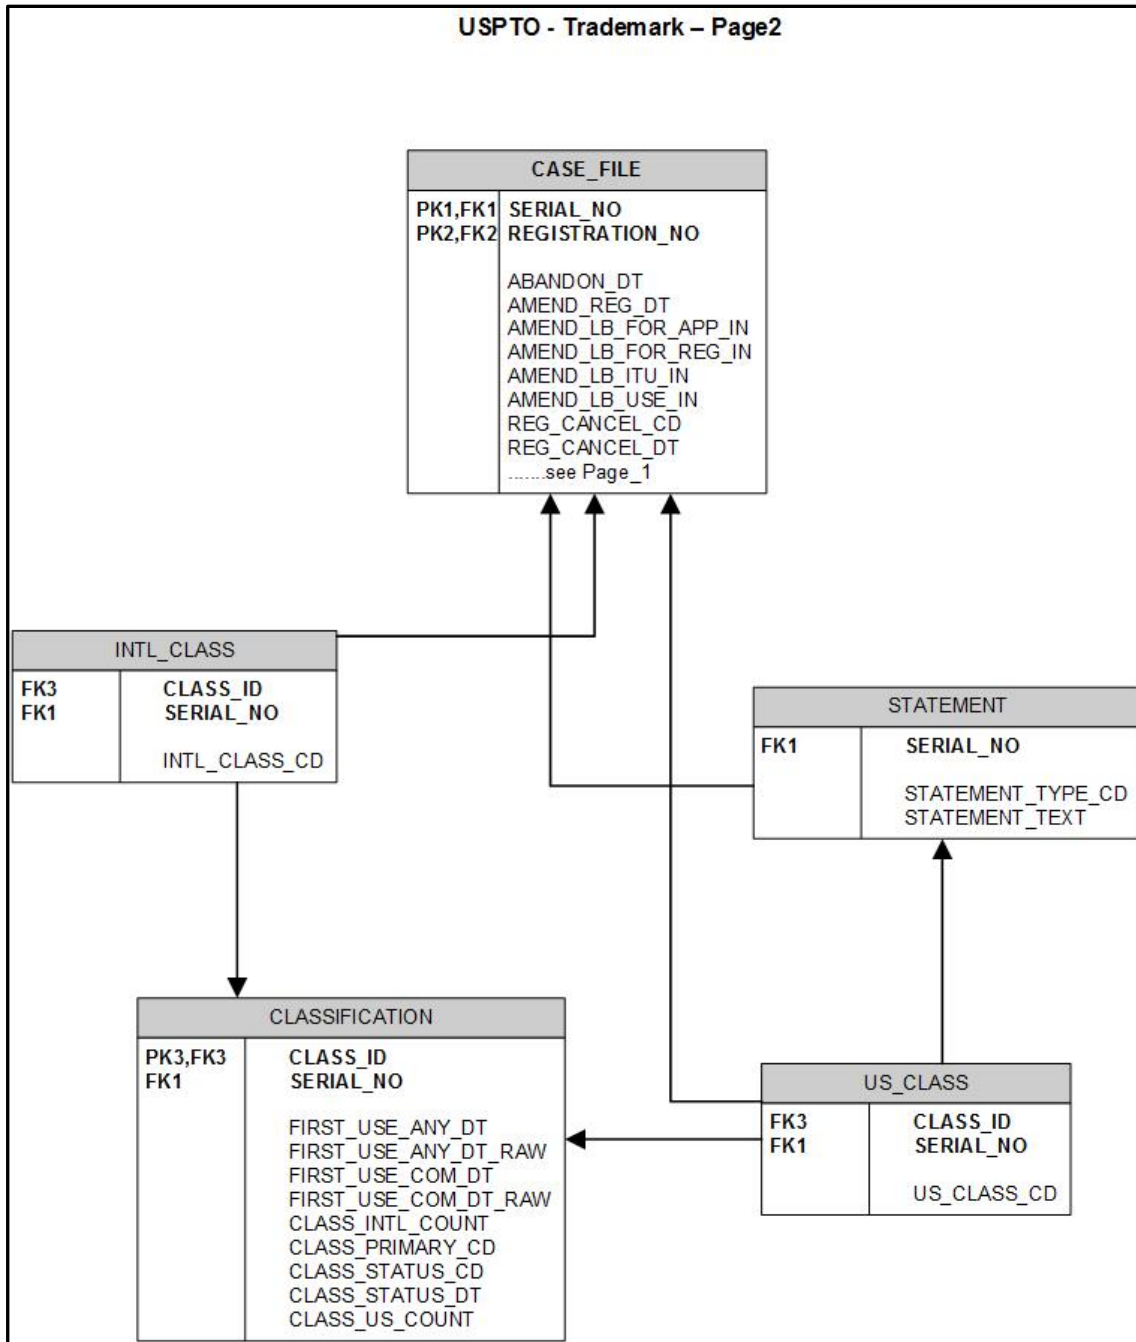 USPTO - Trademark – Page2
CASE_FILE
PK1,FK1 SERIAL_NO
PK2,FK2 REGISTRATION_NO
ABANDON_DT
AMEND_REG_DT
AMEND_LB_FOR_APP_IN
AMEND_LB_FOR_REG_IN
AMEND_LB_ITU_IN
AMEND_LB_USE_IN
REG_CANCEL_CD
REG_CANCEL_DT
.......see Page_1
INTL_CLASS
FK3 CLASS_ID
FK1 SERIAL_NO
INTL_CLASS_CD
STATEMENT
FK1 SERIAL_NO
STATEMENT_TYPE_CD
STATEMENT_TEXT
CLASSIFICATION
PK3,FK3 CLASS_ID
FK1 SERIAL_NO
FIRST_USE_ANY_DT
FIRST_USE_ANY_DT_RAW
FIRST_USE_COM_DT
FIRST_USE_COM_DT_RAW
CLASS_INTL_COUNT
CLASS_PRIMARY_CD
CLASS_STATUS_CD
CLASS_STATUS_DT
CLASS_US_COUNT
US_CLASS
FK3 CLASS_ID
FK1 SERIAL_NO
US_CLASS_CD